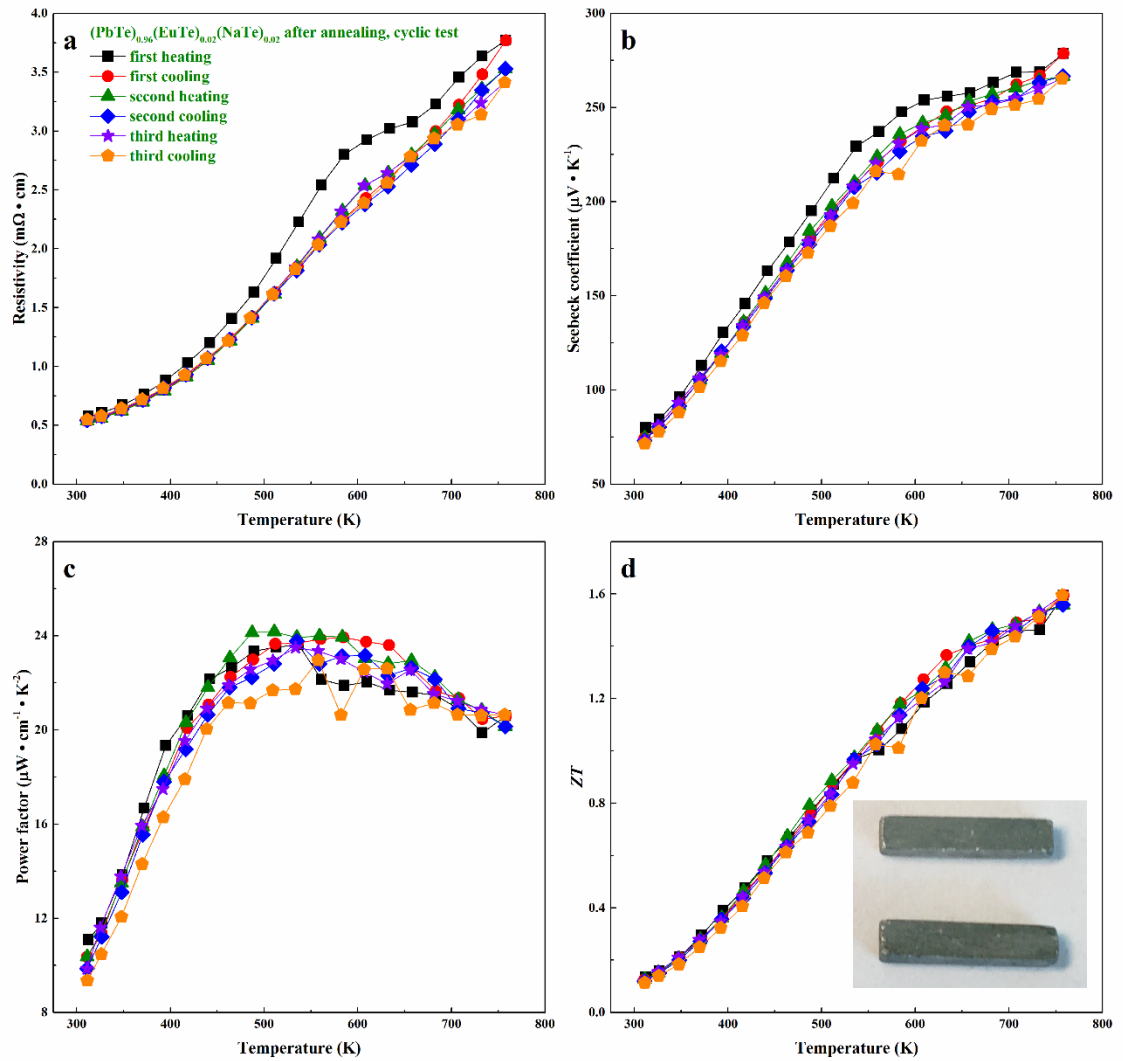 a
(PbTe)0.96(EuTe)0.02(NaTe)0.02 after annealing, cyclic test
first heating
first cooling
second heating
second cooling
third heating
third cooling
4.0
3.5
3.0
2.5
2.0
1.5
1.0
0.5
0.0
Resistivity (mΩ • cm)
300 400 500 600 700 800
Temperature (K)
b
300
250
200
150
100
50
Seebeck coefficient (µV • K-1)
300 400 500 600 700 800
Temperature (K)
c
28
24
20
16
12
8
Power factor (µW • cm-1 • K-2)
300 400 500 600 700 800
Temperature (K)
d
1.6
1.2
0.8
0.4
0.0
ZT
300 400 500 600 700 800
Temperature (K)